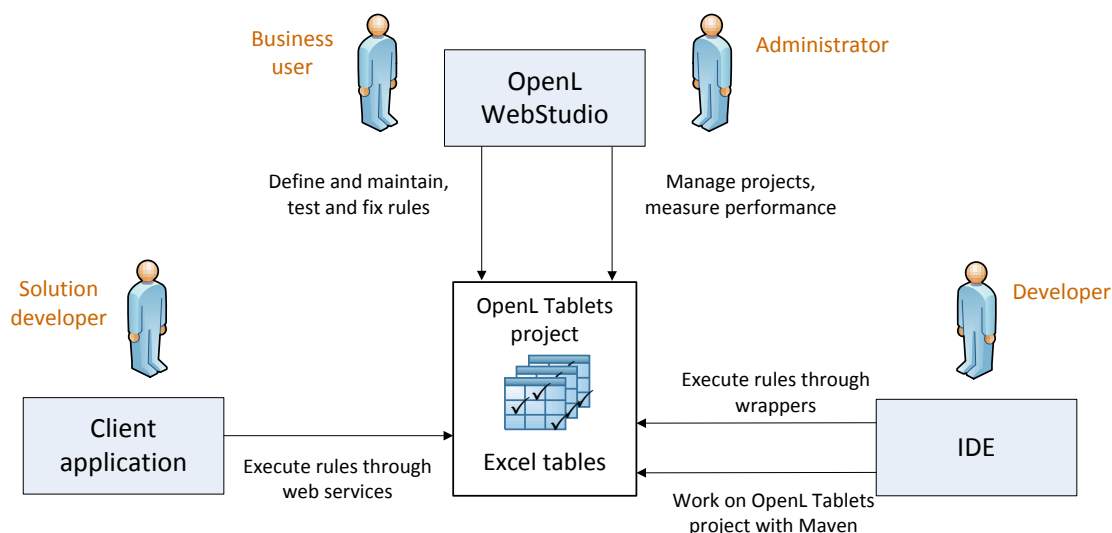 Business
user
OpenL
WebStudio
Administrator
Define and maintain,
test and fix rules
Manage projects,
measure performance
Solution
developer
OpenL Tablets
project
Excel tables
Developer
Client
application
Execute rules through
web services
Execute rules through
wrappers
IDE
Work on OpenL Tablets
project with Maven